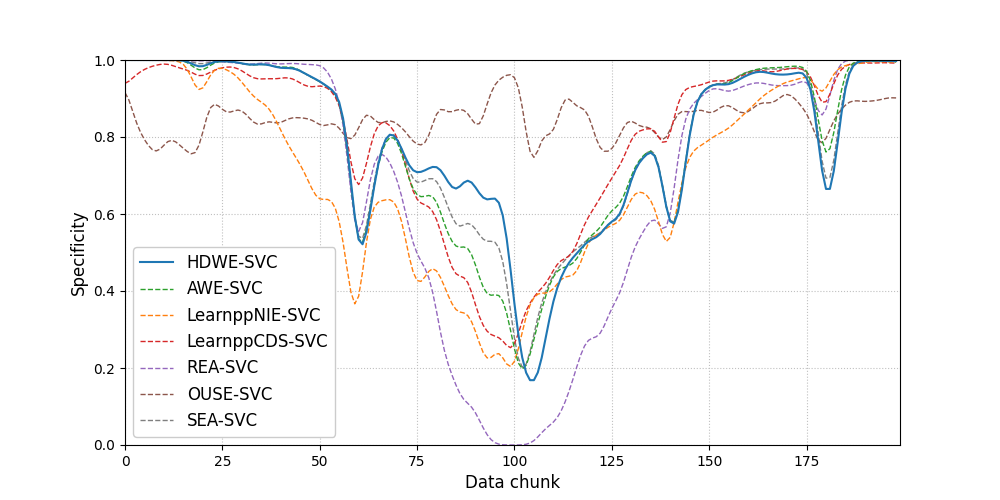 1.0
0.8
0.6
0.4
0.2
0.0
Specificity
HDWE-SVC
AWE-SVC
LearnppNIE-SVC
LearnppCDS-SVC
REA-SVC
OUSE-SVC
SEA-SVC
0 25 50 75 100 125 150 175
Data chunk